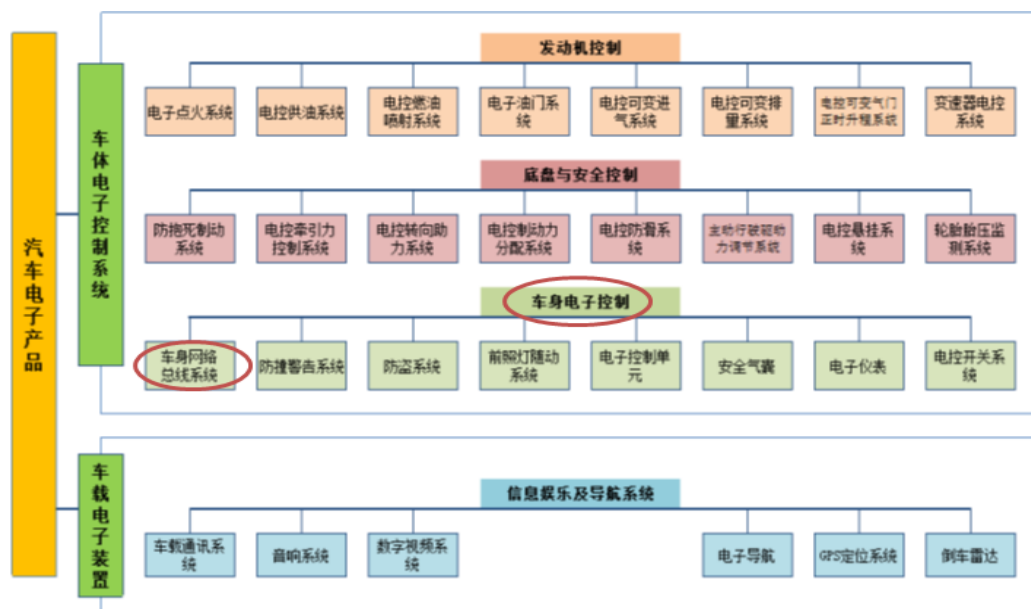 汽车电子产品
车体电子控制系统
发动机控制
电子点火系统
电控供油系统
电控燃油
喷射系统
电子油门系
统
电控可变进
气系统
电控可变排
量系统
电控可变气门
正时升程系统
变速器电控
系统
底盘与安全控制
防抱死制动
系统
电控牵引力
控制系统
电控转向助
力系统
电控制动力
分配系统
电控防滑系
统
主动行驶驱动
力调节系统
电控悬挂系
统
轮胎胎压监
测系统
车身电子控制
车身网络
总线系统
防撞警告系统
防盗系统
前照灯随动
系统
电子控制单
元
安全气囊
电子仪表
电控开关系
统
车载电子装置
信息娱乐及导航系统
车载通讯系
统
音响系统
数字视频系
统
电子导航
GPS定位系统
倒车雷达